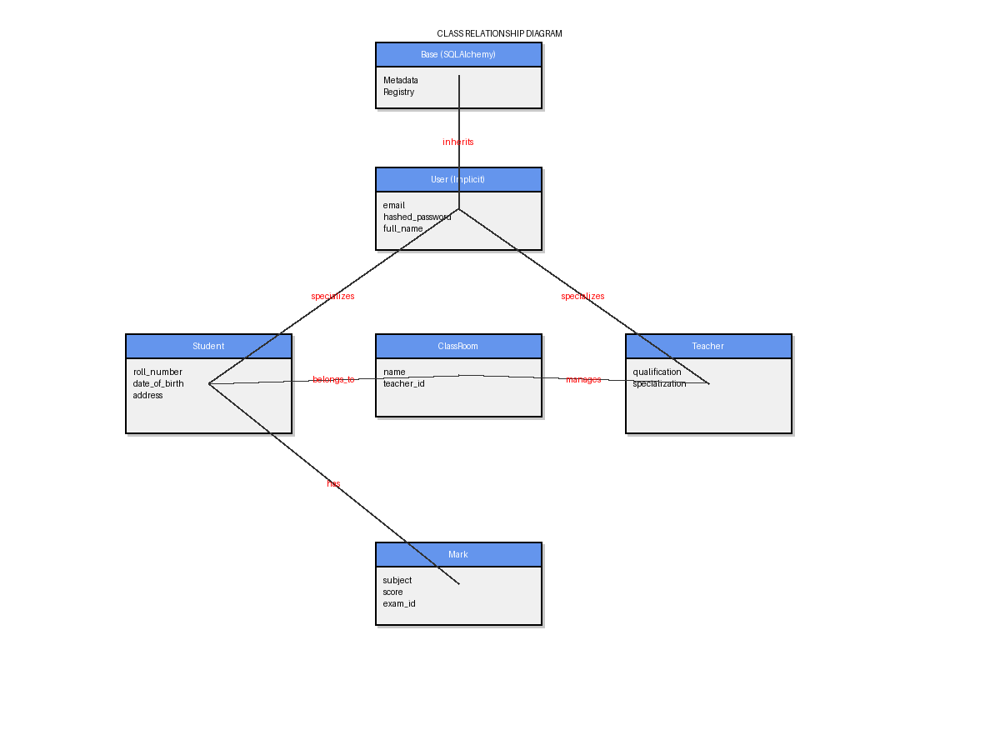 CLASS RELATIONSHIP DIAGRAM
Base (SQLAlchemy)
Metadata
Registry
inherits
User (Implicit)
email
hashed_password
full_name
specializes
specializes
Student
roll_number
date_of_birth
address
belongs_to
ClassRoom
name
teacher_id
manages
Teacher
qualification
specialization
has
Mark
subject
score
exam_id